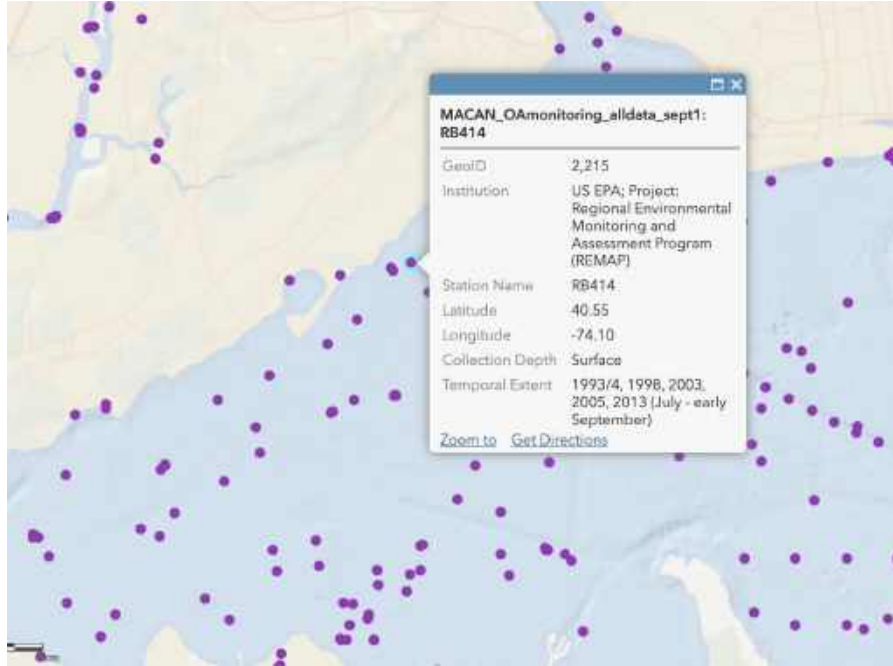 MACAN_OAmonitoring_alldata_sept1:
RB414
GeoID 2,215
Institution US EPA; Project:
Regional Environmental
Monitoring and
Assessment Program
(REMAP)
Station Name RB414
Latitude 40.55
Longitude -74.10
Collection Depth Surface
Temporal Extent 1993/4, 1998, 2003,
2005, 2013 (July - early
September)
Zoom to Get Directions